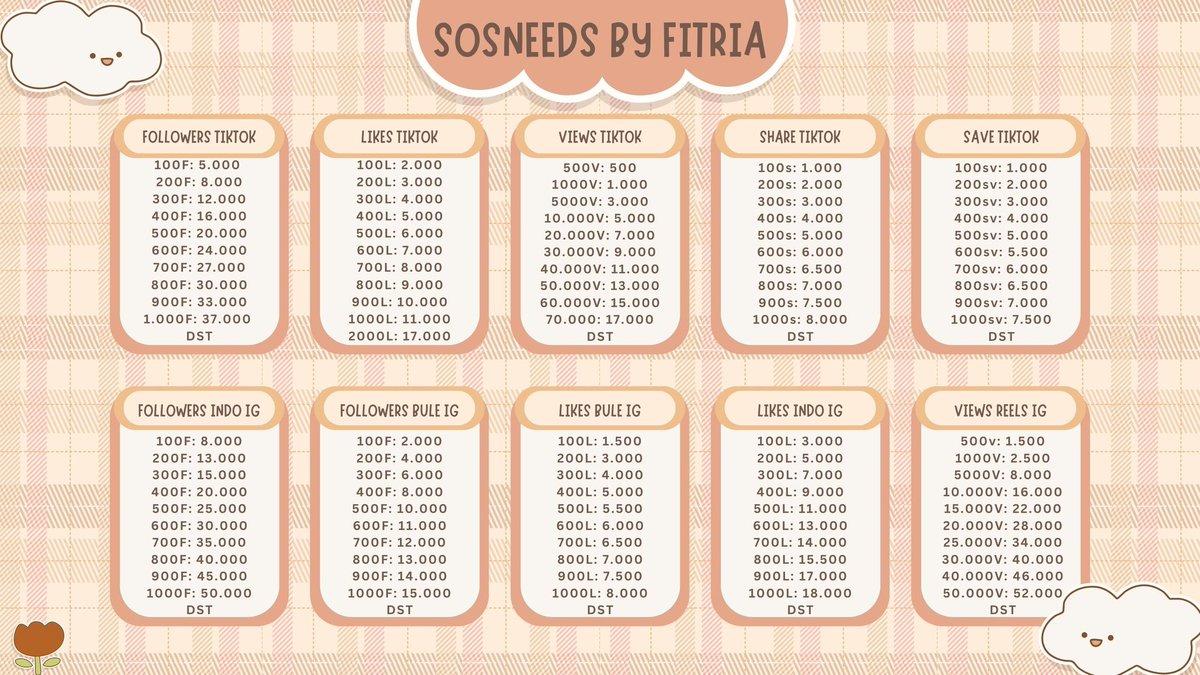 SOSNEEDS BY FITRIA
FOLLOWERS TIKTOK
100F: 5.000
200F: 8.000
300F: 12.000
400F: 16.000
500F: 20.000
600F: 24.000
700F: 27.000
800F: 30.000
900F: 33.000
1.000F: 37.000
DST
LIKES TIKTOK
100L: 2.000
200L: 3.000
300L: 4.000
400L: 5.000
500L: 6.000
600L: 7.000
700L: 8.000
800L: 9.000
900L: 10.000
1000L: 11.000
2000L: 17.000
VIEWS TIKTOK
500V: 500
1000V: 1.000
5000V: 3.000
10.000V: 5.000
20.000V: 7.000
30.000V: 9.000
40.000V: 11.000
50.000V: 13.000
60.000V: 15.000
70.000: 17.000
DST
SHARE TIKTOK
100s: 1.000
200s: 2.000
300s: 3.000
400s: 4.000
500s: 5.000
600s: 6.000
700s: 6.500
800s: 7.000
900s: 7.500
1000s: 8.000
DST
SAVE TIKTOK
100sv: 1.000
200sv: 2.000
300sv: 3.000
400sv: 4.000
500sv: 5.000
600sv: 5.500
700sv: 6.000
800sv: 6.500
900sv: 7.000
1000sv: 7.500
DST
FOLLOWERS INDO IG
100F: 8.000
200F: 13.000
300F: 15.000
400F: 20.000
500F: 25.000
600F: 30.000
700F: 35.000
800F: 40.000
900F: 45.000
1000F: 50.000
DST
FOLLOWERS BULE IG
100F: 2.000
200F: 4.000
300F: 6.000
400F: 8.000
500F: 10.000
600F: 11.000
700F: 12.000
800F: 13.000
900F: 14.000
1000F: 15.000
DST
LIKES BULE IG
100L: 1.500
200L: 3.000
300L: 4.000
400L: 5.000
500L: 5.500
600L: 6.000
700L: 6.500
800L: 7.000
900L: 7.500
1000L: 8.000
DST
LIKES INDO IG
100L: 3.000
200L: 5.000
300L: 7.000
400L: 9.000
500L: 11.000
600L: 13.000
700L: 14.000
800L: 15.500
900L: 17.000
1000L: 18.000
DST
VIEWS REELS IG
500v: 1.500
1000V: 2.500
5000V: 8.000
10.000V: 16.000
15.000V: 22.000
20.000V: 28.000
25.000V: 34.000
30.000V: 40.000
40.000V: 46.000
50.000V: 52.000
DST